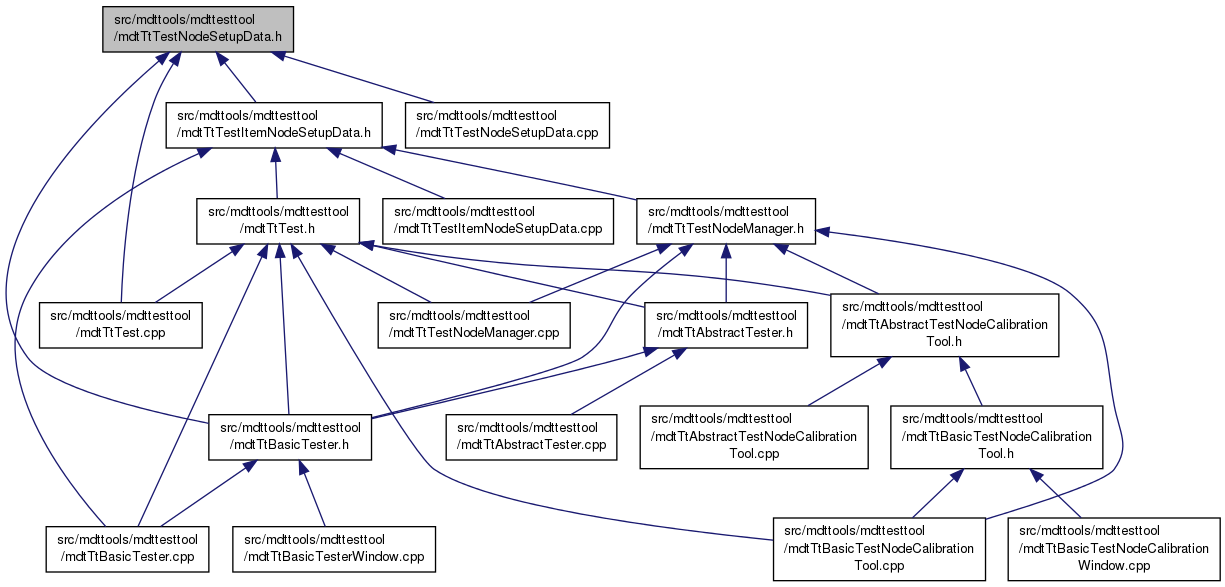 src/mdttools/mdttesttool
/mdtTtTestNodeSetupData.h
src/mdttools/mdttesttool
/mdtTtTestItemNodeSetupData.h
src/mdttools/mdttesttool
/mdtTtTestNodeSetupData.cpp
src/mdttools/mdttesttool
/mdtTtTest.h
src/mdttools/mdttesttool
/mdtTtTestItemNodeSetupData.cpp
src/mdttools/mdttesttool
/mdtTtTestNodeManager.h
src/mdttools/mdttesttool
/mdtTtTest.cpp
src/mdttools/mdttesttool
/mdtTtTestNodeManager.cpp
src/mdttools/mdttesttool
/mdtTtAbstractTester.h
src/mdttools/mdttesttool
/mdtTtAbstractTestNodeCalibration
Tool.h
src/mdttools/mdttesttool
/mdtTtBasicTester.h
src/mdttools/mdttesttool
/mdtTtAbstractTester.cpp
src/mdttools/mdttesttool
/mdtTtAbstractTestNodeCalibration
Tool.cpp
src/mdttools/mdttesttool
/mdtTtBasicTestNodeCalibration
Tool.h
src/mdttools/mdttesttool
/mdtTtBasicTester.cpp
src/mdttools/mdttesttool
/mdtTtBasicTesterWindow.cpp
src/mdttools/mdttesttool
/mdtTtBasicTestNodeCalibration
Tool.cpp
src/mdttools/mdttesttool
/mdtTtBasicTestNodeCalibration
Window.cpp